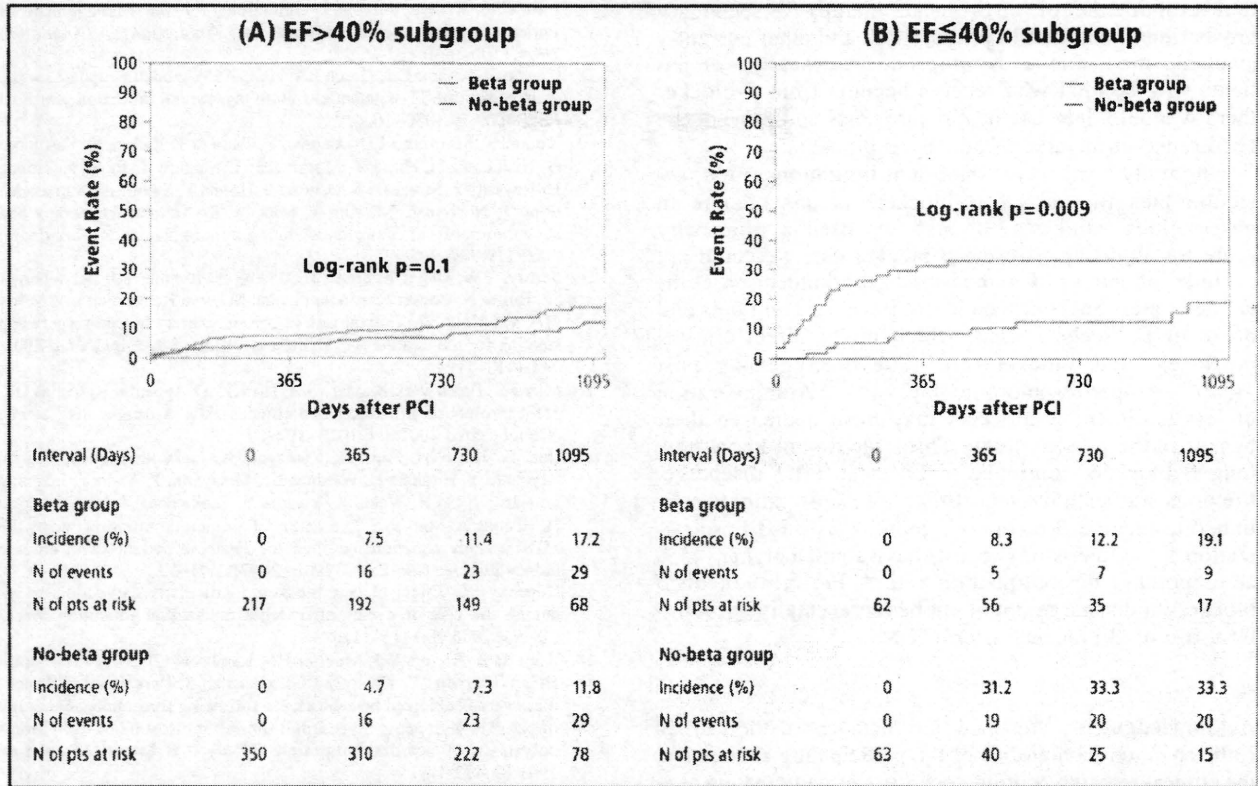 (A) EF>40% subgroup
100
90
80
70
60
50
40
30
20
10
0
Event Rate (%)
Beta group
No-beta group
Log-rank p=0.1
0 365 730 1095
Days after PCI
Interval (Days) 0 365 730 1095
Beta group
Incidence (%) 0 7.5 11.4 17.2
N of events 0 16 23 29
N of pts at risk 217 192 149 68
No-beta group
Incidence (%) 0 4.7 7.3 11.8
N of events 0 16 23 29
N of pts at risk 350 310 222 78
(B) EF≦40% subgroup
100
90
80
70
60
50
40
30
20
10
0
Event Rate (%)
Beta group
No-beta group
Log-rank p=0.009
0 365 730 1095
Days after PCI
Interval (Days) 0 365 730 1095
Beta group
Incidence (%) 0 8.3 12.2 19.1
N of events 0 5 7 9
N of pts at risk 62 56 35 17
No-beta group
Incidence (%) 0 31.2 33.3 33.3
N of events 0 19 20 20
N of pts at risk 63 40 25 15